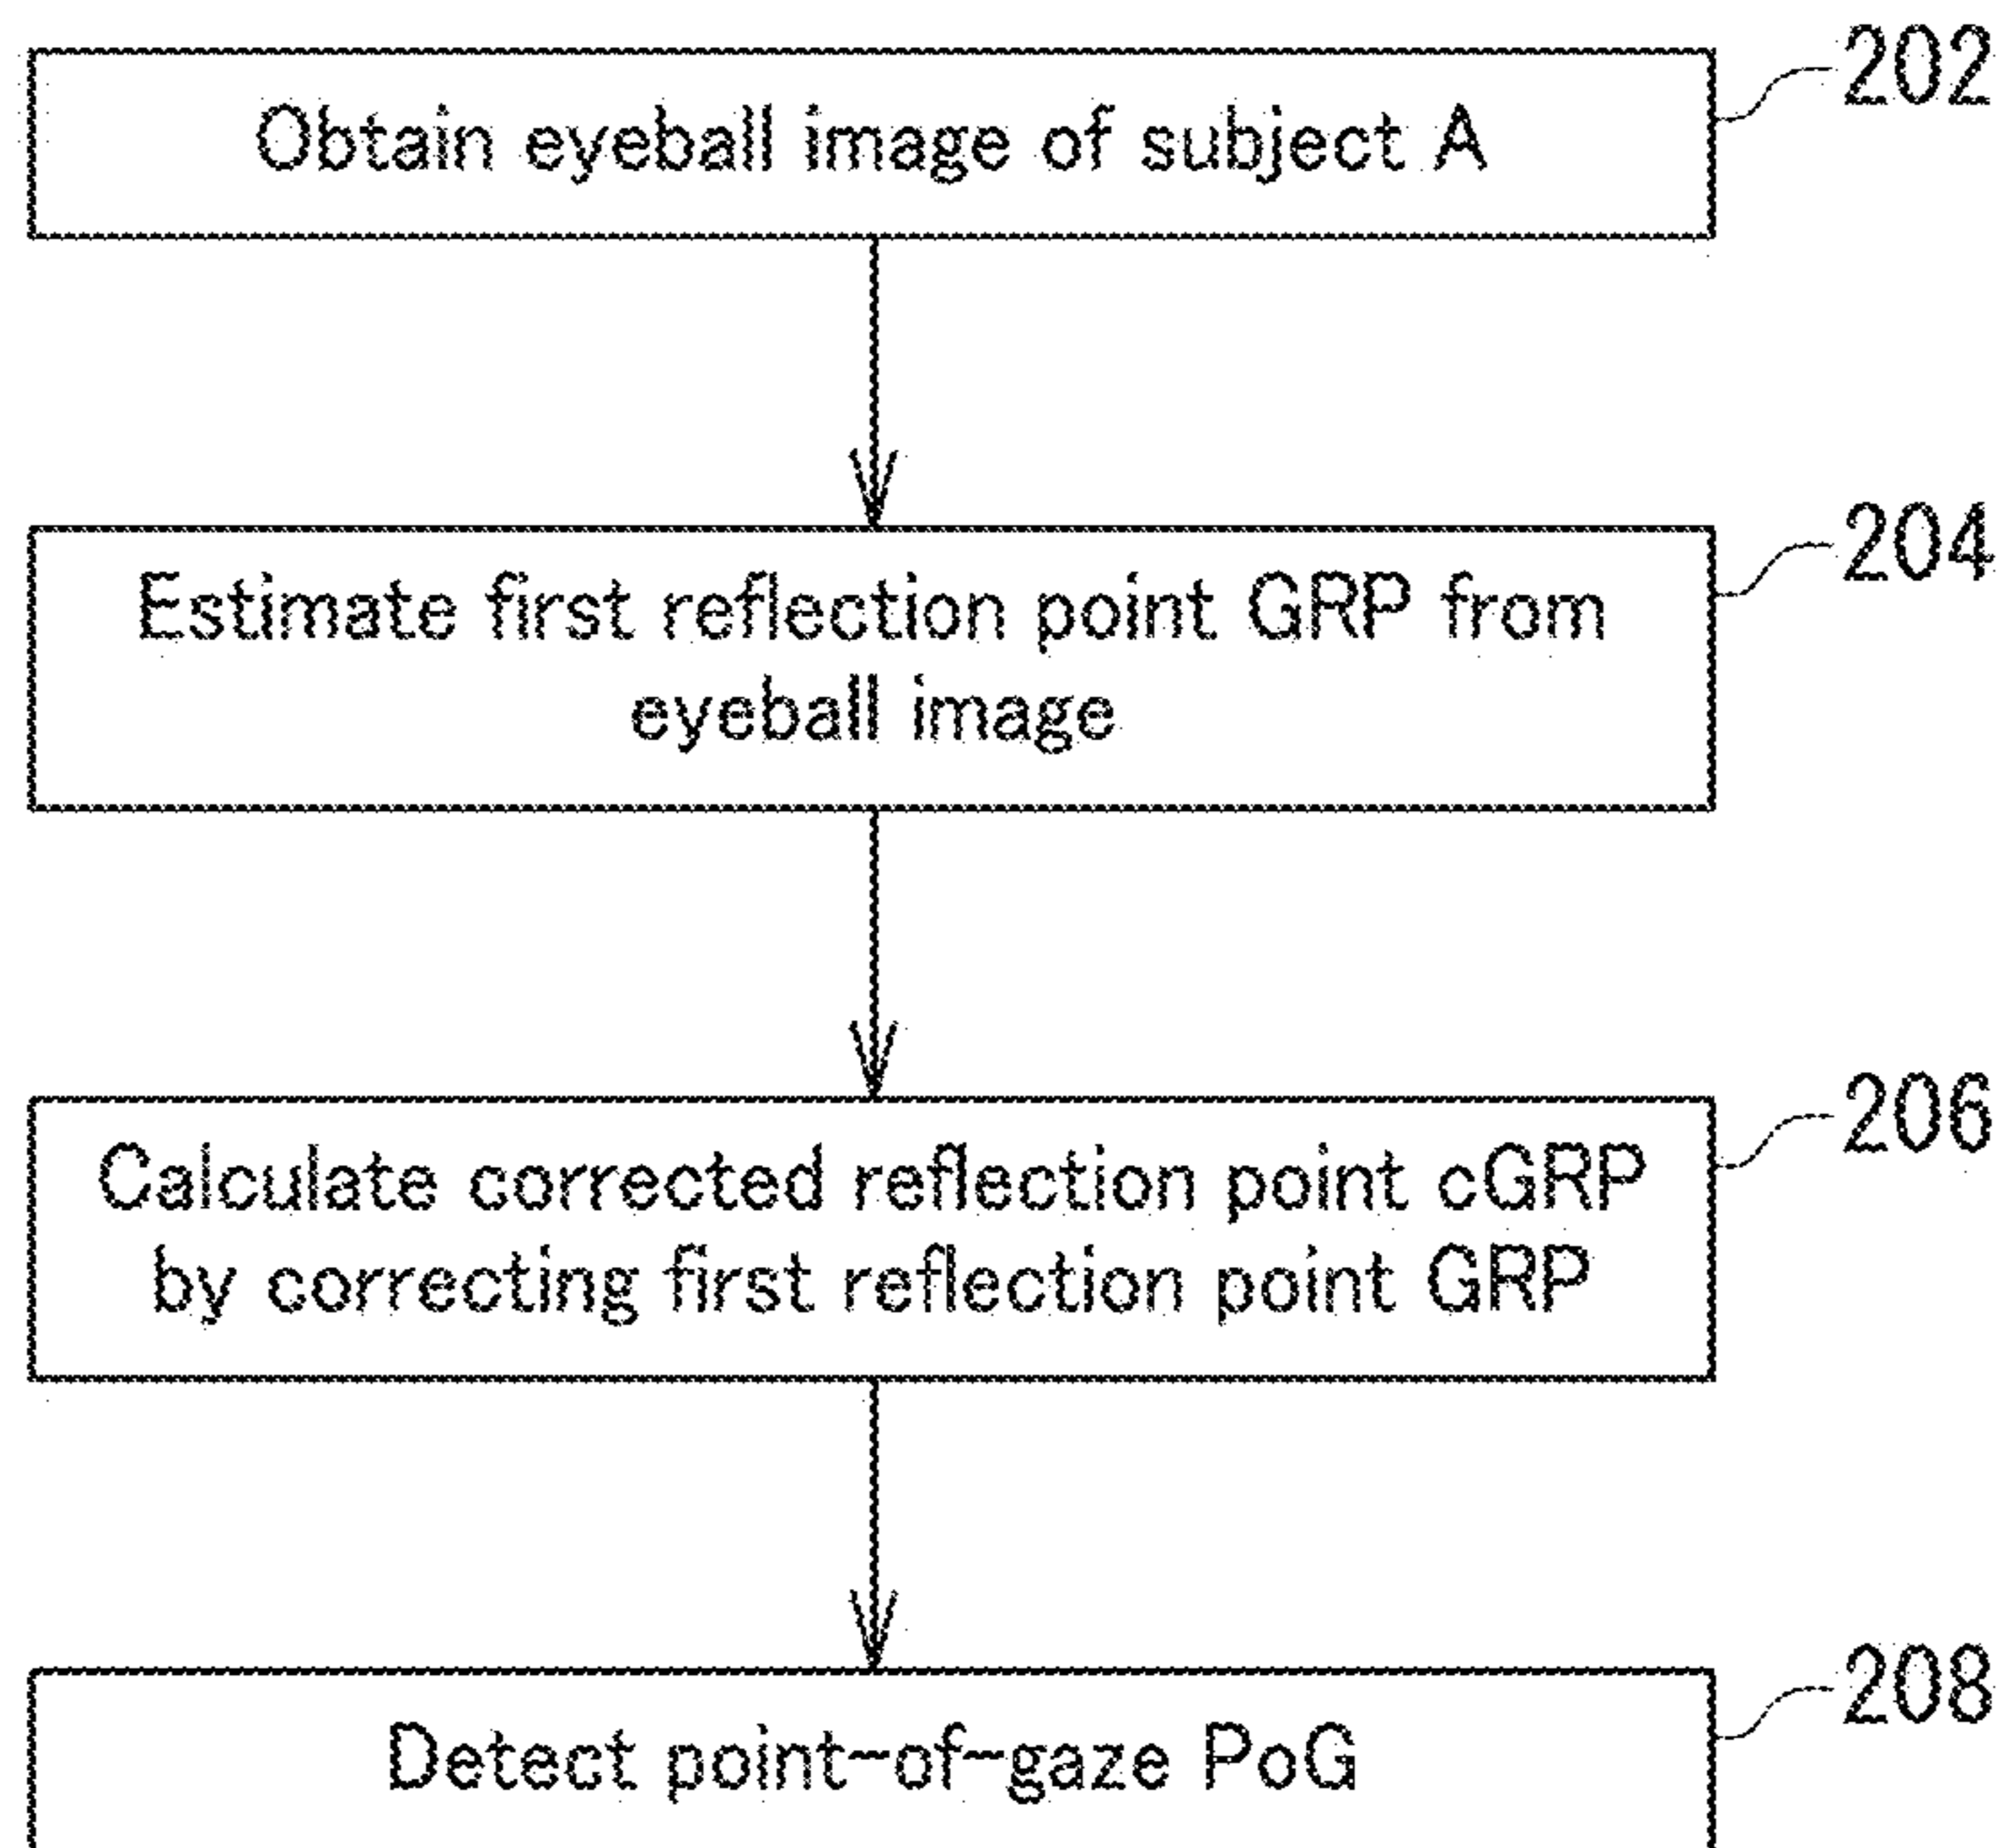 202
Obtain eyeball image of subject A
204
Estimate first reflection point GRP from
eyeball image
206
Calculate corrected reflection point cGRP
by correcting first reflection point GRP
208
Detect point-of-gaze PoG